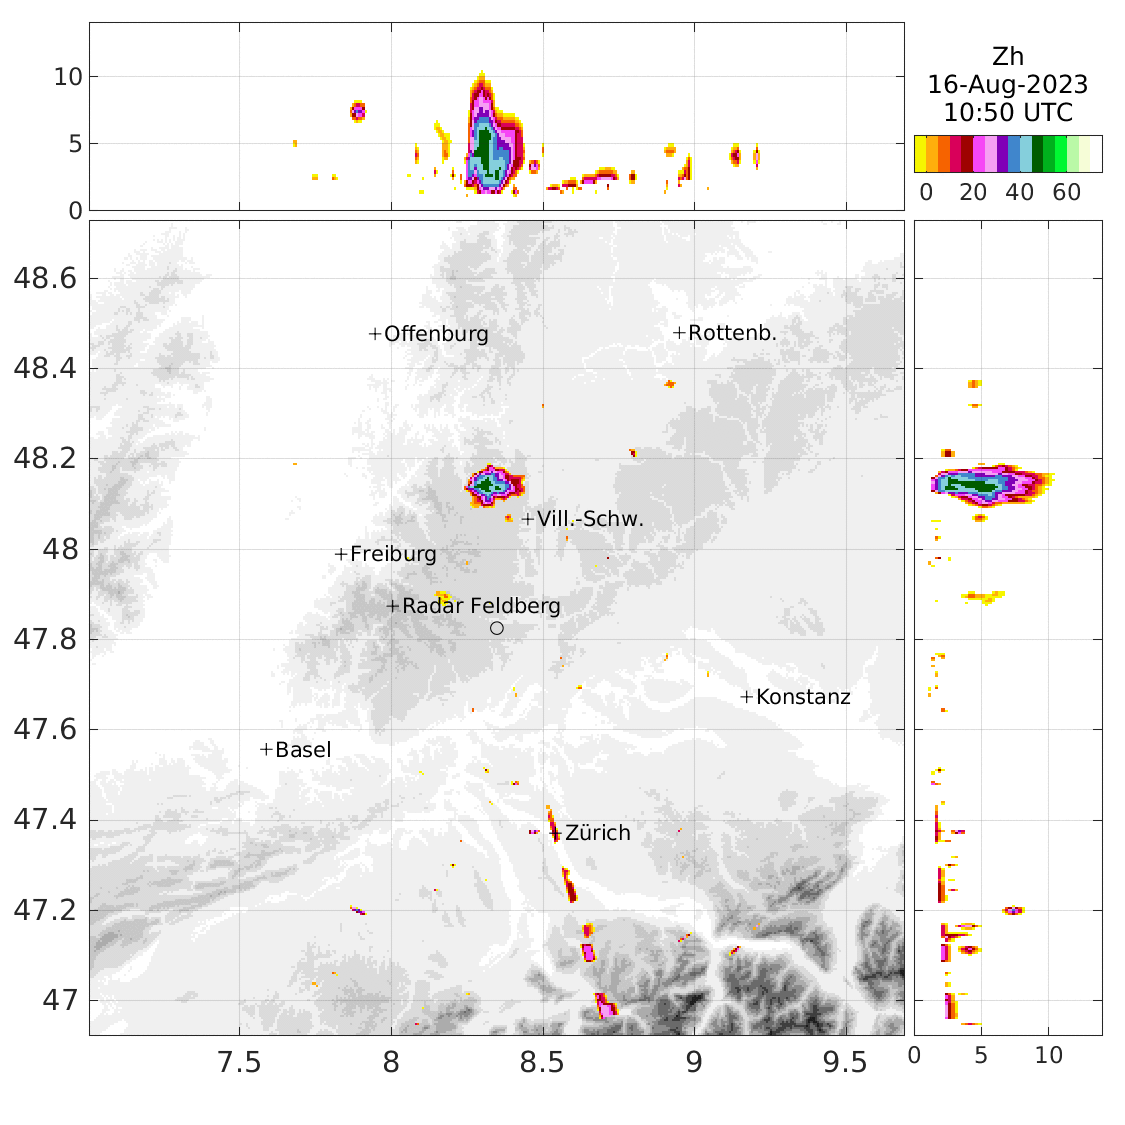 Zh
16-Aug-2023
10:50 UTC
0 20 40 60
10
5
0
48.6
48.4
48.2
48
47.8
47.6
47.4
47.2
47
Offenburg
Rottenb.
Vill.-Schw.
Freiburg
Radar Feldberg
Konstanz
Basel
Zürich
7.5 8 8.5 9 9.5
0 5 10